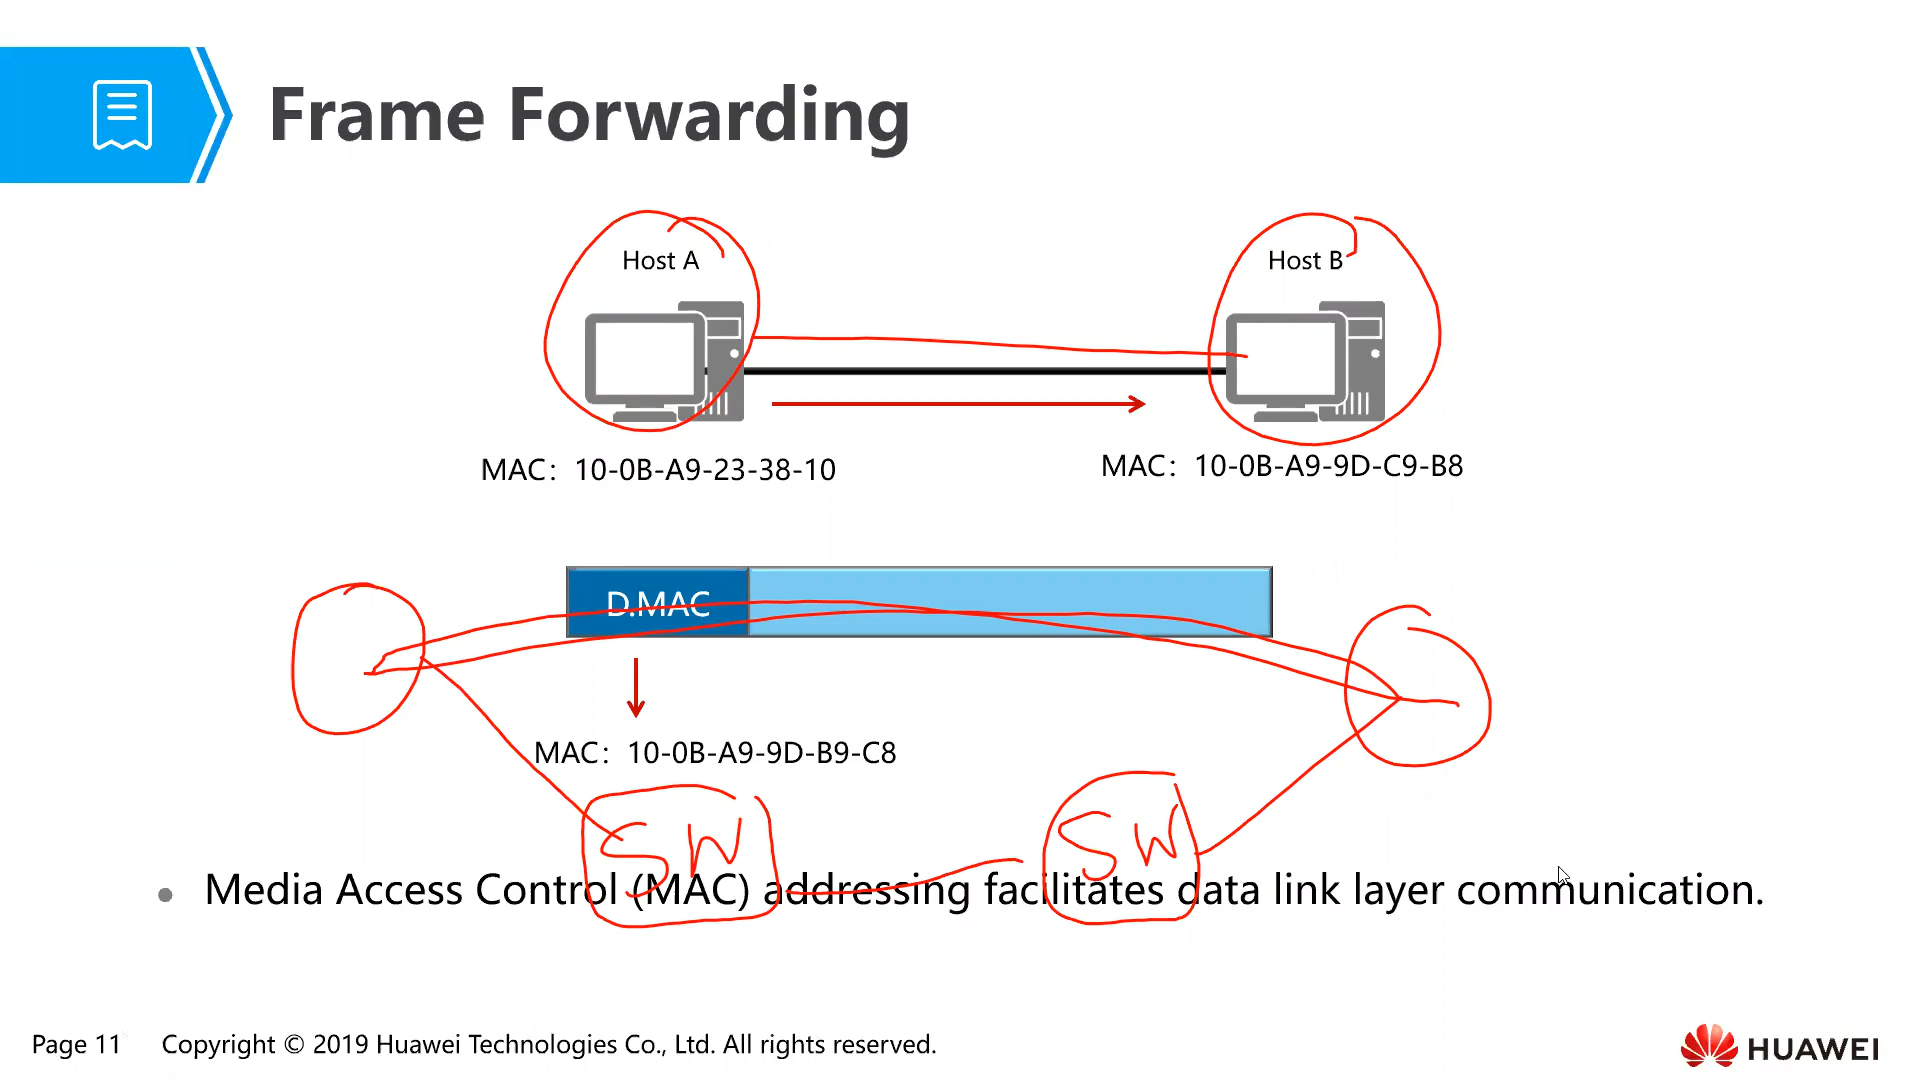 Frame Forwarding
Host A
Host B
MAC：10-0B-A9-23-38-10
MAC：10-0B-A9-9D-C9-B8
D.MAC
MAC：10-0B-A9-9D-B9-C8
SW
SW
Media Access Control (MAC) addressing facilitates data link layer communication.
Page 11
Copyright © 2019 Huawei Technologies Co., Ltd. All rights reserved.
HUAWEI